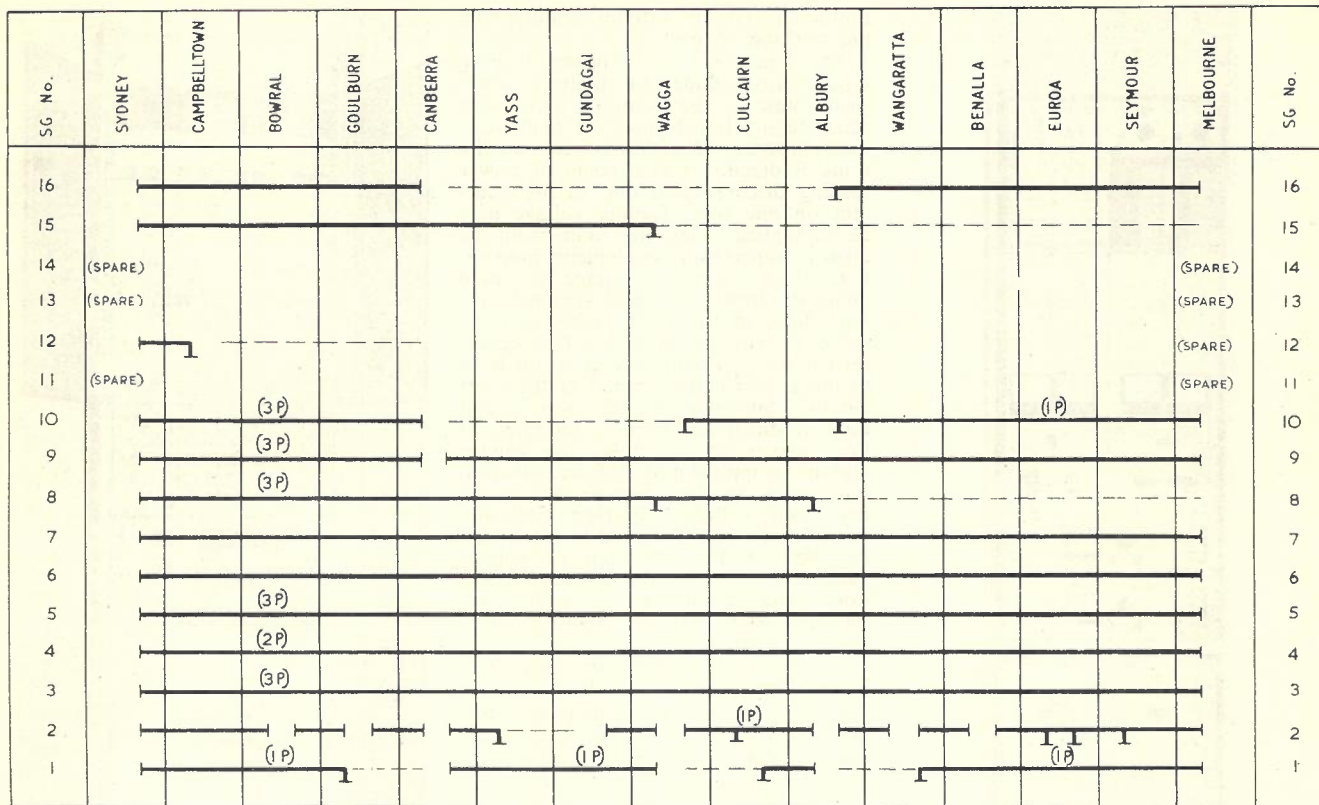 SG No. SYDNEY CAMPBELLTOWN BOWRAL GOULBURN CANBERRA YASS GUNDAGAI WAGGA CULCAIRN ALBURY WANGARATTA BENALLA EUROA SEYMOUR MELBOURNE SG No.
16 16
15 15
14 (SPARE) (SPARE) 14
13 (SPARE) (SPARE) 13
12 (SPARE) 12
11 (SPARE) (SPARE) 11
(3P) (1P)
10 10
(3P)
9 9
(3P)
8 8
7 7
6 6
(3P)
5 5
(2P)
4 4
(3P)
3 3
(1P)
2 2
(1P) (1P) (1P)
1 1